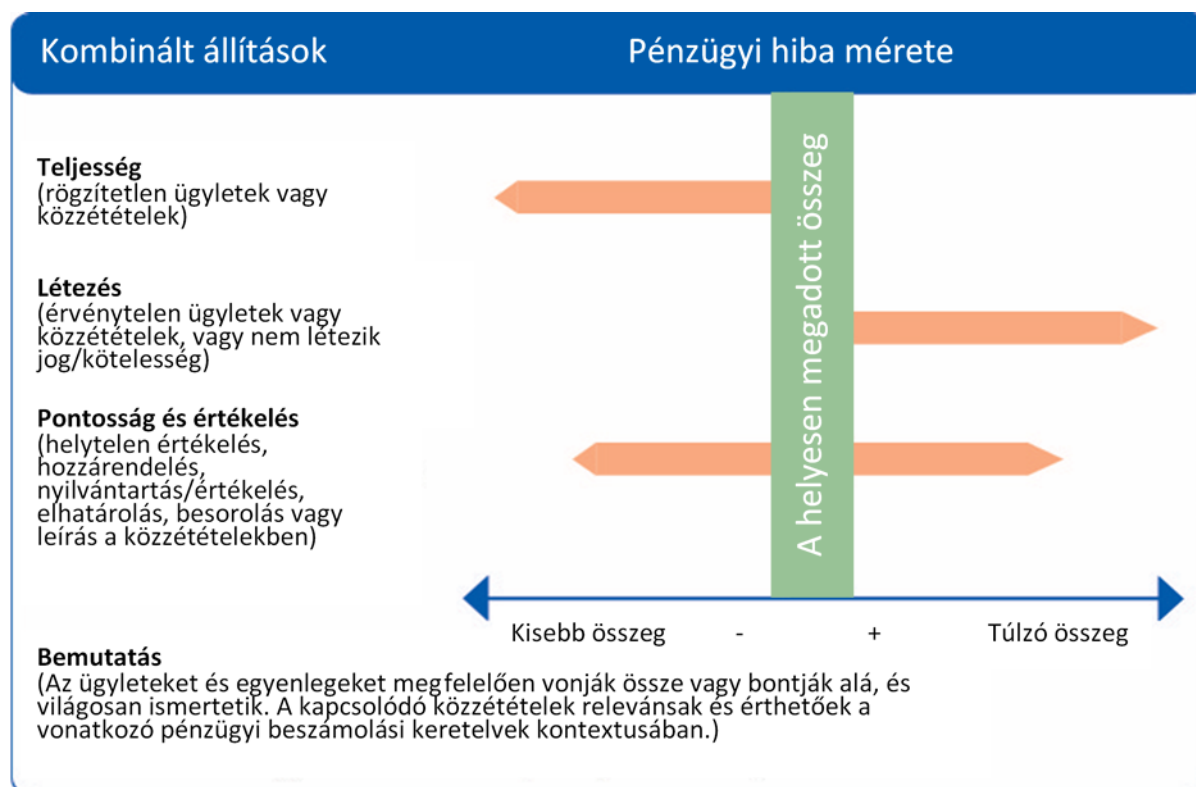 Kombinált állítások
Pénzügyi hiba mérete
Teljesség
(rögzítetlen ügyletek vagy
közzétételek)
Létezés
(érvénytelen ügyletek vagy
közzétételek, vagy nem létezik
jog/kötelesség)
Pontosság és értékelés
(helytelen értékelés,
hozzárendelés,
nyilvántartás/értékelés,
elhatárolás, besorolás vagy
leírás a közzétételekben)
A helyesen megadott összeg
Kisebb összeg - + Túlzó összeg
Bemutatás
(Az ügyleteket és egyenlegeket megfelelően vonják össze vagy bontják alá, és
világosan ismertetik. A kapcsolódó közzétételek relevánsak és érthetőek a
vonatkozó pénzügyi beszámolási keretelvek kontextusában.)